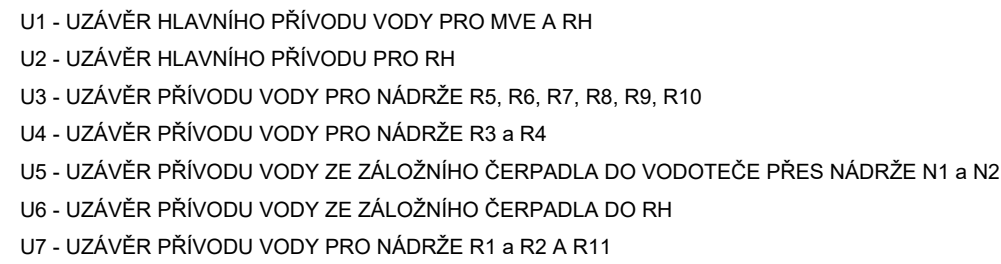 U1 - UZÁVĚR HLAVNÍHO PŘÍVODU VODY PRO MVE A RH
U2 - UZÁVĚR HLAVNÍHO PŘÍVODU PRO RH
U3 - UZÁVĚR PŘÍVODU VODY PRO NÁDRŽE R5, R6, R7, R8, R9, R10
U4 - UZÁVĚR PŘÍVODU VODY PRO NÁDRŽE R3 a R4
U5 - UZÁVĚR PŘÍVODU VODY ZE ZÁLOŽNÍHO ČERPADLA DO VODOTEČE PŘES NÁDRŽE N1 a N2
U6 - UZÁVĚR PŘÍVODU VODY ZE ZÁLOŽNÍHO ČERPADLA DO RH
U7 - UZÁVĚR PŘÍVODU VODY PRO NÁDRŽE R1 a R2 A R11